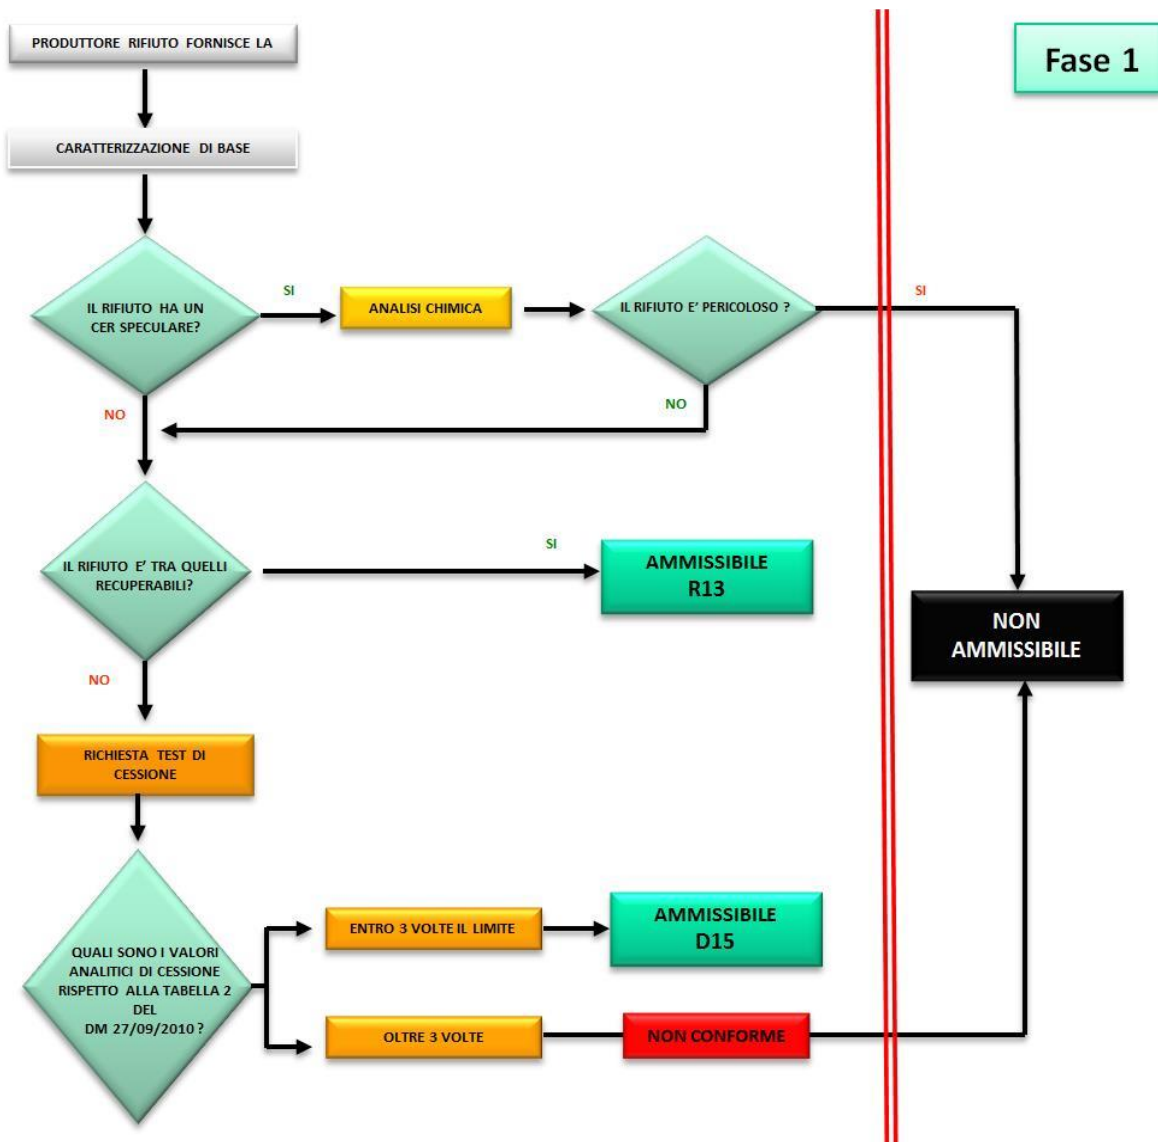 PRODUTTORE RIFIUTO FORNISCE LA
Fase 1
CARATTERIZZAZIONE DI BASE
IL RIFIUTO HA UN
CER SPECULARE?
SI
ANALISI CHIMICA
IL RIFIUTO E' PERICOLOSO ?
SI
NO
NO
IL RIFIUTO E' TRA QUELLI
RECUPERABILI?
SI
AMMISSIBILE
R13
NON
AMMISSIBILE
NO
RICHIESTA TEST DI
CESSIONE
QUALI SONO I VALORI
ANALITICI DI CESSIONE
RISPETTO ALLA TABELLA 2
DEL
DM 27/09/2010 ?
ENTRO 3 VOLTE IL LIMITE
AMMISSIBILE
D15
OLTRE 3 VOLTE
NON CONFORME